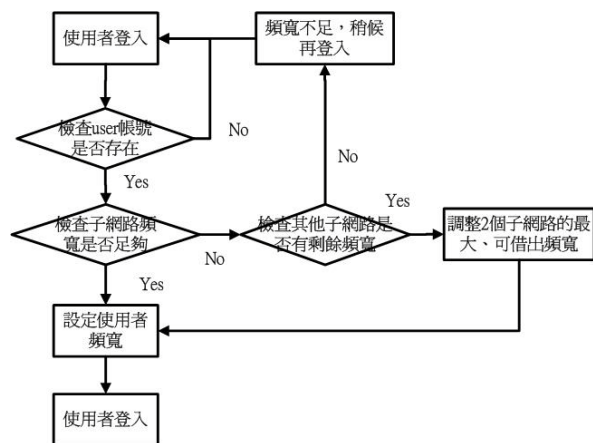 使用者登入
頻寬不足，稍候
再登入
檢查user帳號
是否存在
No
Yes
No
檢查子網路頻
寬是否足夠
No
檢查其他子網路是
否有剩餘頻寬
Yes
調整2個子網路的最
大、可借出頻寬
Yes
設定使用者
頻寬
使用者登入